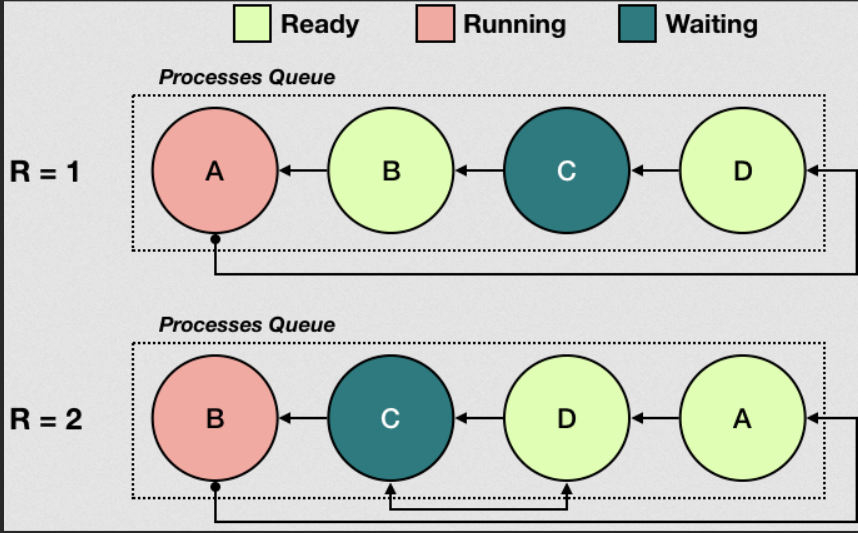 Ready Running Waiting
Processes Queue
R = 1 A B C D
Processes Queue
R = 2 B C D A